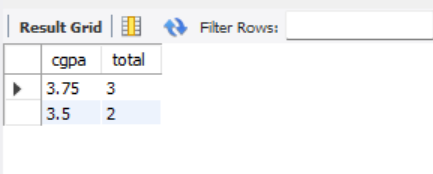 Result Grid Filter Rows:
cgpa total
3.75 3
3.5 2